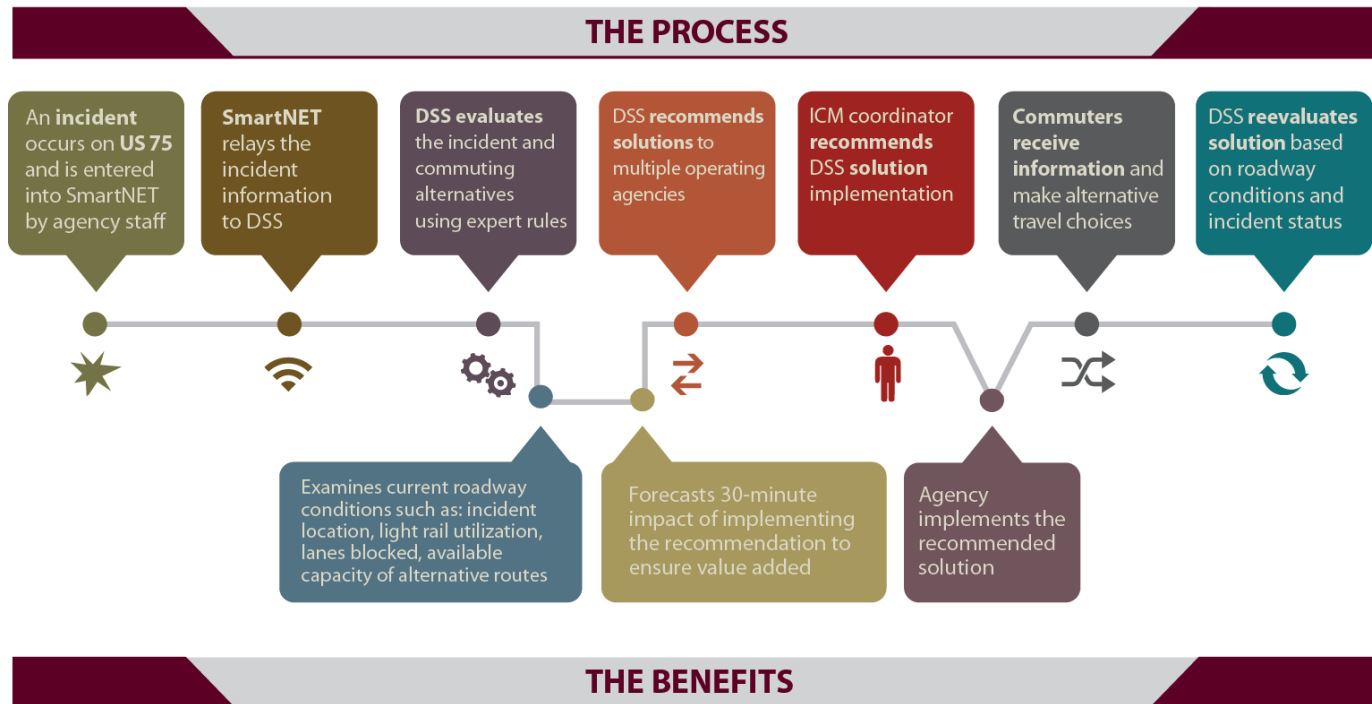 THE PROCESS
An incident
occurs on US 75
and is entered
into SmartNET
by agency staff
SmartNET
relays the
incident
information
to DSS
DSS evaluates
the incident and
commuting
alternatives
using expert rules
DSS recommends
solutions to
multiple operating
agencies
ICM coordinator
recommends
DSS solution
implementation
Commuters
receive
information and
make alternative
travel choices
DSS reevaluates
solution based
on roadway
conditions and
incident status
Examines current roadway
conditions such as: incident
location, light rail utilization,
lanes blocked, available
capacity of alternative routes
Forecasts 30-minute
impact of implementing
the recommendation to
ensure value added
Agency
implements the
recommended
solution
THE BENEFITS